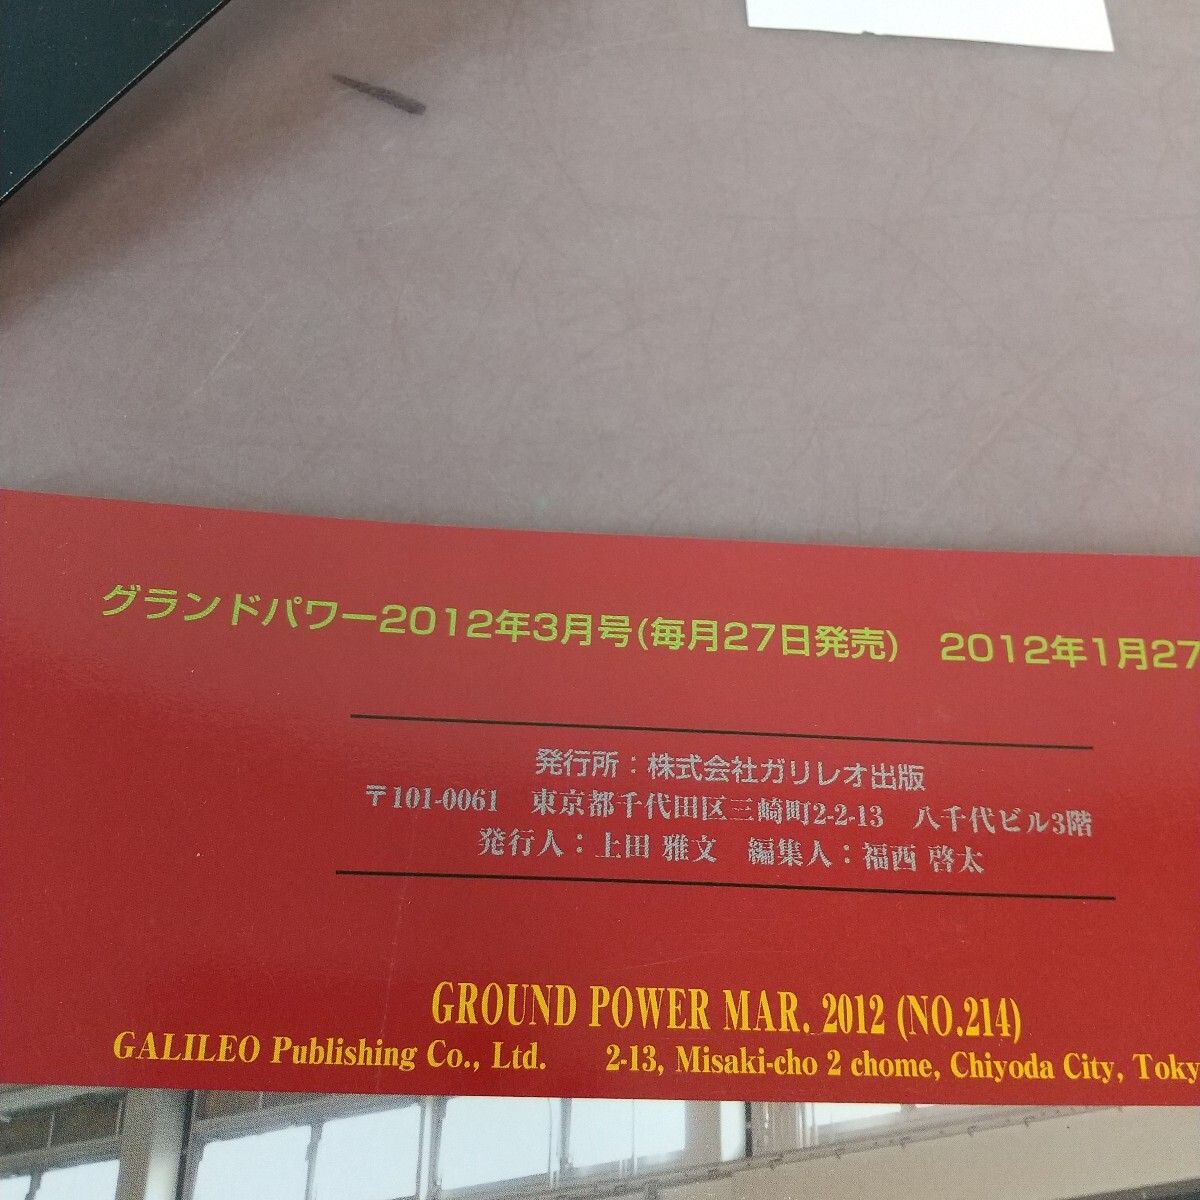 グランドパワー2012年3月号(毎月27日発売) 2012年1月27
発行所：株式会社ガリレオ出版
〒101-0061 東京都千代田区三崎町2-2-13 八千代ビル3階
発行人：上田 雅文 編集人：福西 啓太
GROUND POWER MAR. 2012 (NO.214)
GALILEO Publishing Co., Ltd. 2-13, Misaki-cho 2 chome, Chiyoda City, Toky